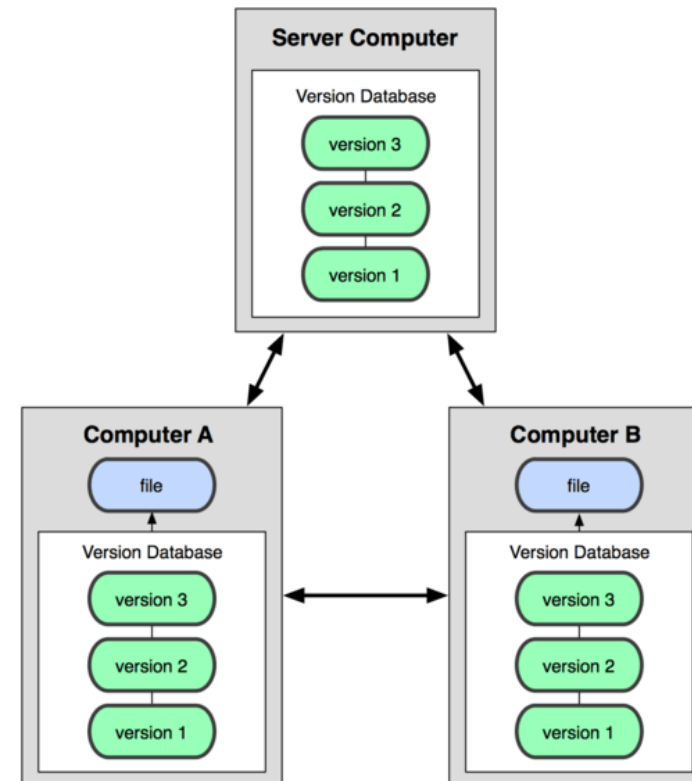 Server Computer
Version Database
version 3
version 2
version 1
Computer A
file
Version Database
version 3
version 2
version 1
Computer B
file
Version Database
version 3
version 2
version 1